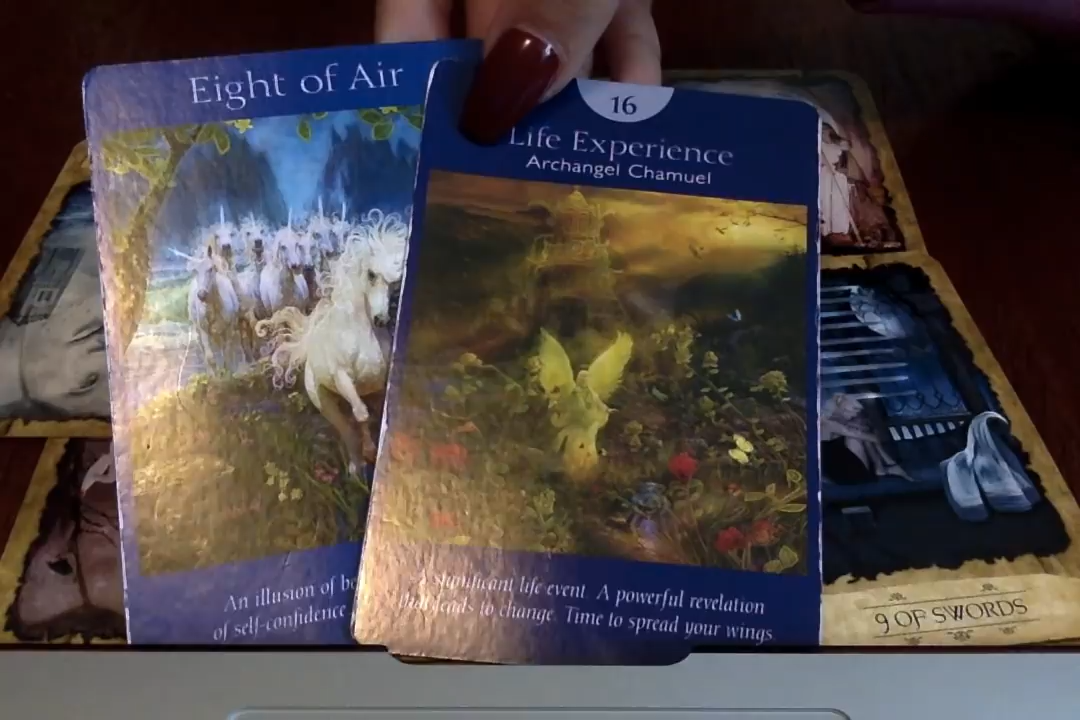 Eight of Air
An illusion of
of self-confidence
16
Life Experience
Archangel Chamuel
A significant life event. A powerful revelation
that leads to change. Time to spread your wings.
9 OF SWORDS